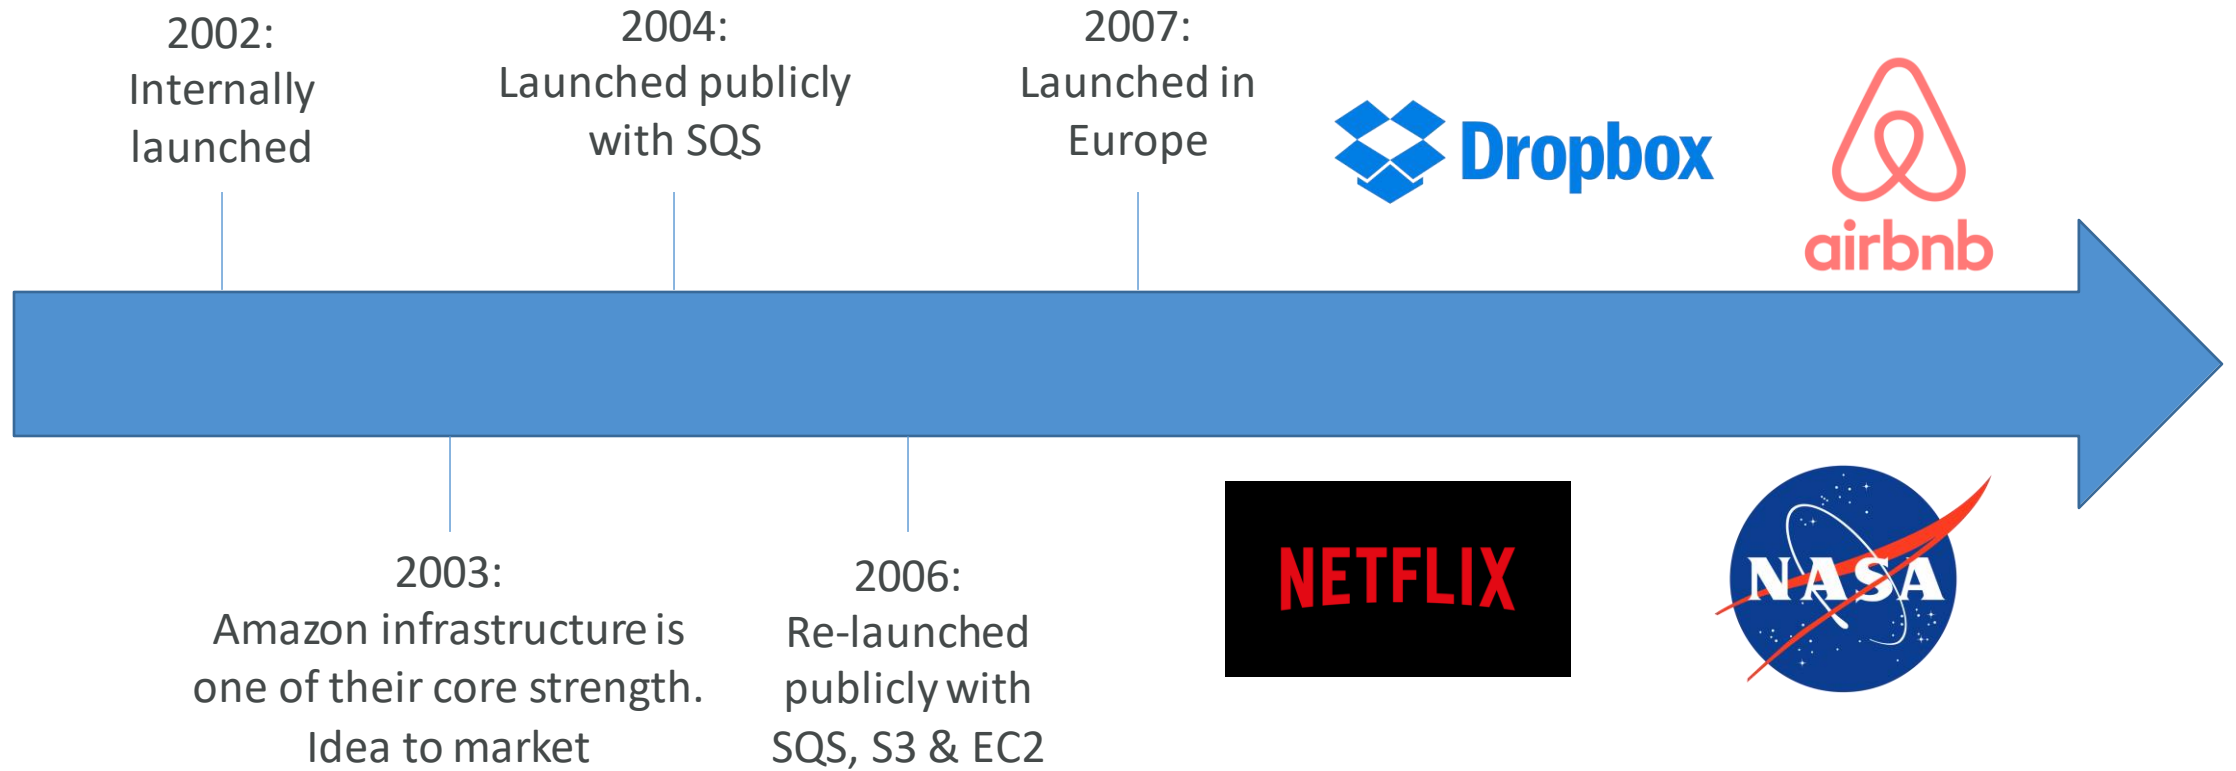 2002:
Internally
launched
2004:
Launched publicly
with SQS
2007:
Launched in
Europe
Dropbox
airbnb
2003:
Amazon infrastructure is
one of their core strength.
Idea to market
2006:
Re-launched
publicly with
SQS, S3 & EC2
NETFLIX
NASA